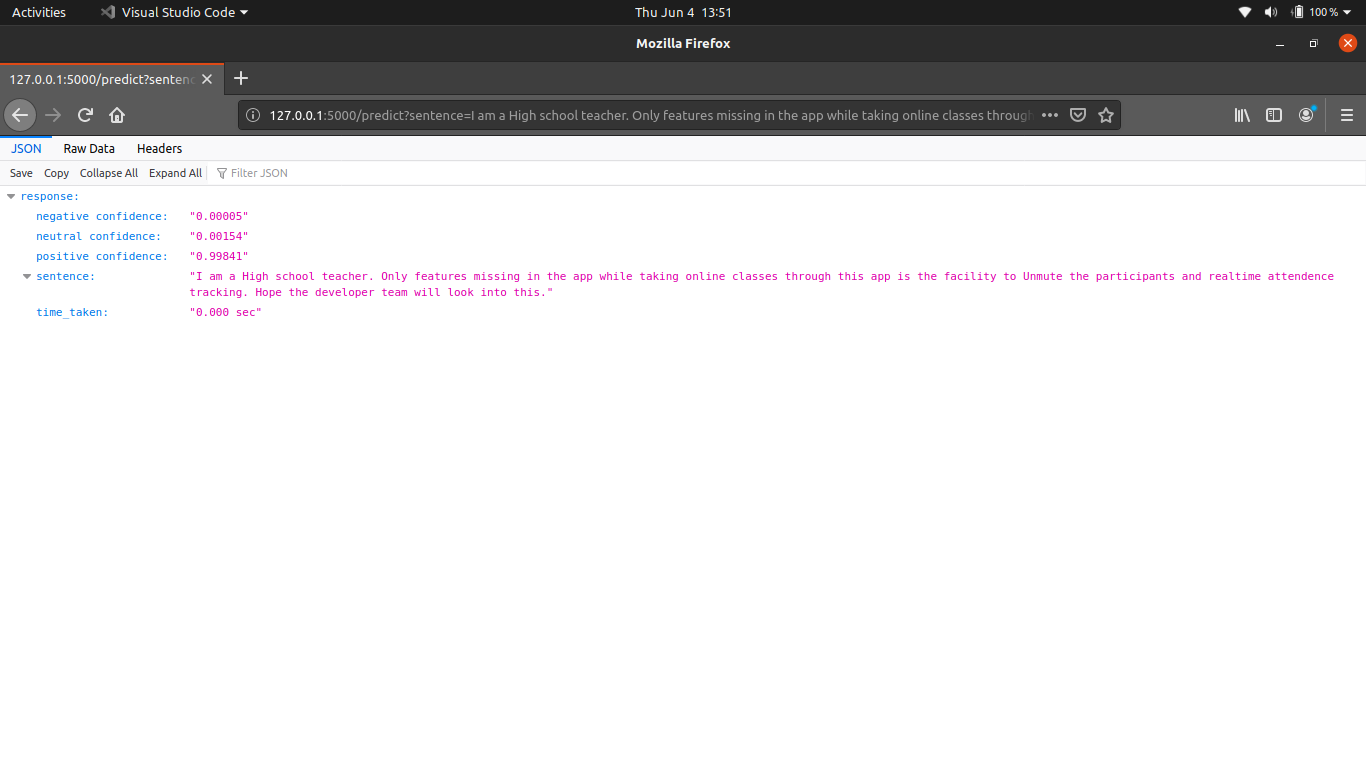 Activities Visual Studio Code Thu Jun 4 13:51 100 %
Mozilla Firefox
127.0.0.1:5000/predict?sentenc
127.0.0.1:5000/predict?sentence=I am a High school teacher. Only features missing in the app while taking online classes through
JSON Raw Data Headers
Save Copy Collapse All Expand All Filter JSON
response:
negative confidence: "0.00005"
neutral confidence: "0.00154"
positive confidence: "0.99841"
sentence: "I am a High school teacher. Only features missing in the app while taking online classes through this app is the facility to Unmute the participants and realtime attendence
tracking. Hope the developer team will look into this."
time_taken: "0.000 sec"